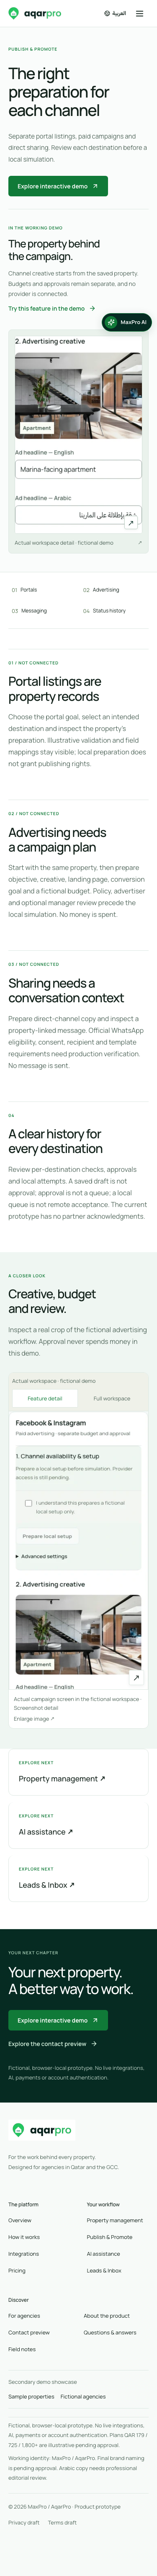 aqarpro
العربية
PUBLISH & PROMOTE
The right
preparation for
each channel
Separate portal listings, paid campaigns and
direct sharing. Review each destination before a
local simulation.
Explore interactive demo ↗
IN THE WORKING DEMO
The property behind
the campaign.
Channel creative starts from the saved property.
Budgets and approvals remain separate, and no
provider is connected.
Try this feature in the demo →
MaxPro AI
2. Advertising creative
Apartment
Ad headline — English
Marina-facing apartment
Ad headline — Arabic
بإطلالة على المارينا
Actual workspace detail · fictional demo ↗
01 Portals
02 Advertising
03 Messaging
04 Status history
01 / NOT CONNECTED
Portal listings are
property records
Choose the portal goal, select an intended
destination and inspect the property's
presentation. Illustrative validation and field
mappings stay visible; local preparation does
not grant publishing rights.
02 / NOT CONNECTED
Advertising needs
a campaign plan
Start with the same property, then prepare
objective, creative, landing page, conversion
goal and a fictional budget. Policy, advertiser
and optional manager review precede the
local simulation. No money is spent.
03 / NOT CONNECTED
Sharing needs a
conversation context
Prepare direct-channel copy and inspect a
property-linked message. Official WhatsApp
eligibility, consent, recipient and template
requirements need production verification.
No message is sent.
04
A clear history for
every destination
Review per-destination checks, approvals
and local attempts. A saved draft is not
approval; approval is not a queue; a local
queue is not remote acceptance. The current
prototype has no partner acknowledgments.
A CLOSER LOOK
Creative, budget
and review.
Inspect a real crop of the fictional advertising
workflow. Approval never spends money in
this demo.
Actual workspace · fictional demo
Feature detail
Full workspace
Facebook & Instagram
Paid advertising · separate budget and approval
1. Channel availability & setup
Prepare a local setup before simulation. Provider
access is still pending.
I understand this prepares a fictional
local setup only.
Prepare local setup
▶ Advanced settings
2. Advertising creative
Apartment
Ad headline — English
Actual campaign screen in the fictional workspace ·
Screenshot detail
Enlarge image ↗
EXPLORE NEXT
Property management ↗
EXPLORE NEXT
AI assistance ↗
EXPLORE NEXT
Leads & Inbox ↗
YOUR NEXT CHAPTER
Your next property.
A better way to work.
Explore interactive demo ↗
Explore the contact preview →
Fictional, browser-local prototype. No live integrations,
AI, payments or account authentication.
aqarpro
For the work behind every property.
Designed for agencies in Qatar and the GCC.
The platform
Overview
How it works
Integrations
Pricing
Your workflow
Property management
Publish & Promote
AI assistance
Leads & Inbox
Discover
For agencies
About the product
Contact preview
Questions & answers
Field notes
Secondary demo showcase
Sample properties
Fictional agencies
Fictional, browser-local prototype. No live integrations,
AI, payments or account authentication. Plans QAR 179 /
725 / 1,800+ are illustrative pending approval.
Working identity: MaxPro / AqarPro. Final brand naming
is pending approval. Arabic copy needs professional
editorial review.
© 2026 MaxPro / AqarPro · Product prototype
Privacy draft
Terms draft